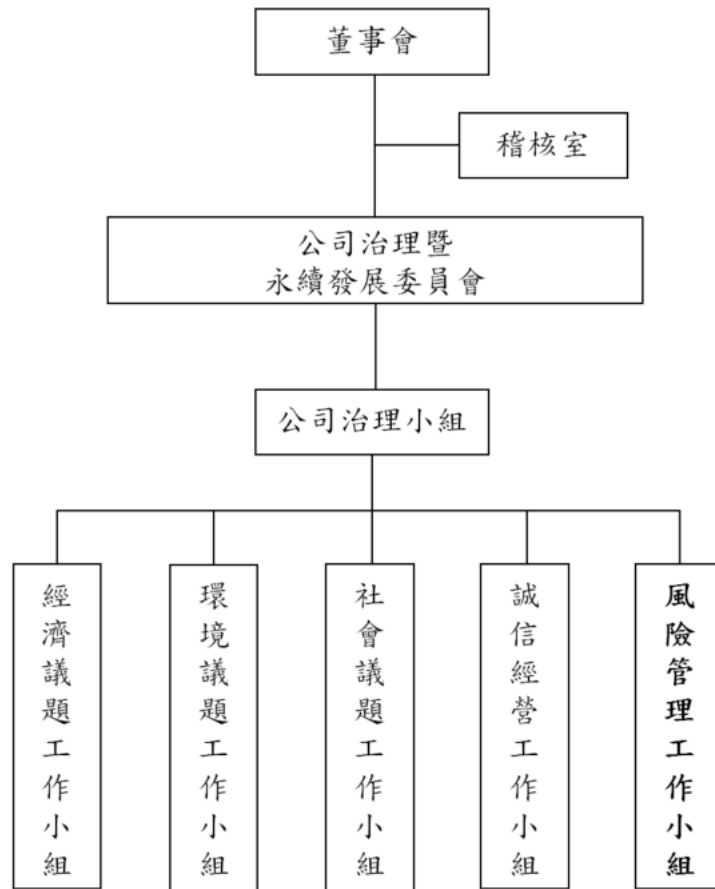 董事會
稽核室
公司治理暨
永續發展委員會
公司治理小組
經濟議題工作小組
環境議題工作小組
社會議題工作小組
誠信經營工作小組
風險管理工作小組